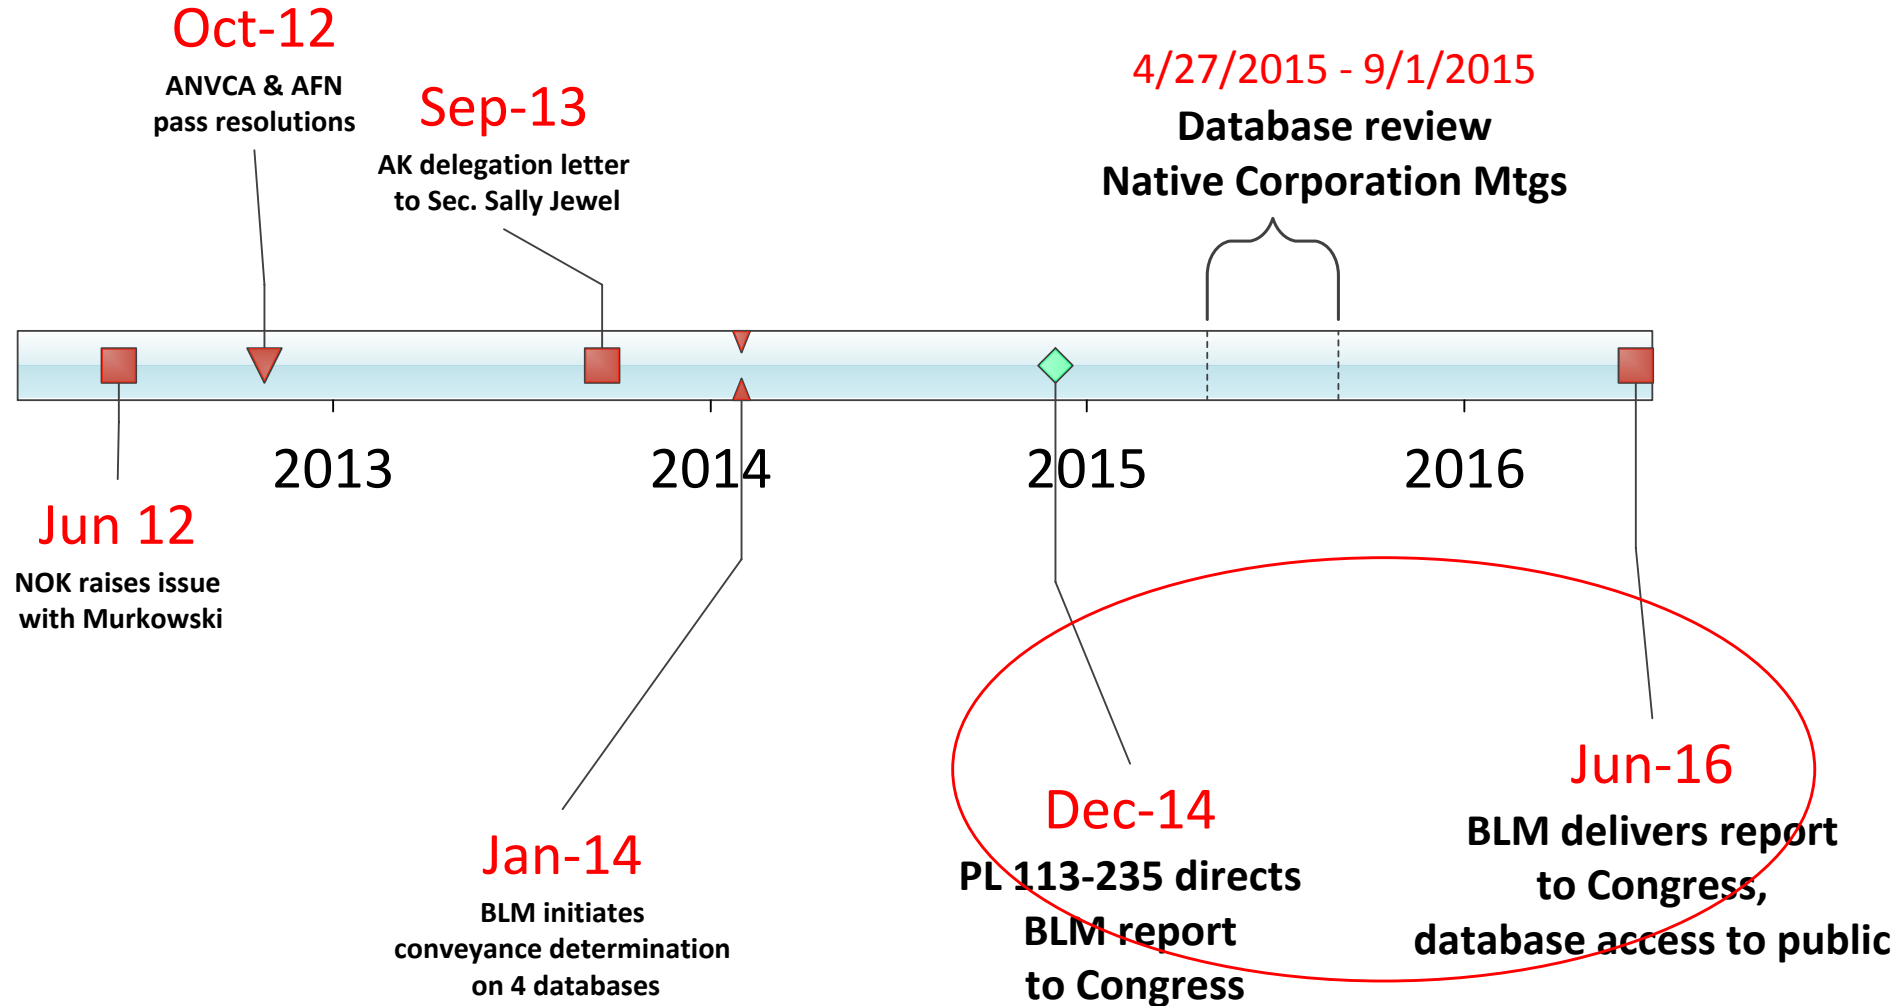 Oct-12
ANVCA & AFN
pass resolutions
Sep-13
AK delegation letter
to Sec. Sally Jewel
4/27/2015 - 9/1/2015
Database review
Native Corporation Mtgs
2013
2014
2015
2016
Jun 12
NOK raises issue
with Murkowski
Jan-14
BLM initiates
conveyance determination
on 4 databases
Dec-14
PL 113-235 directs
BLM report
to Congress
Jun-16
BLM delivers report
to Congress,
database access to public